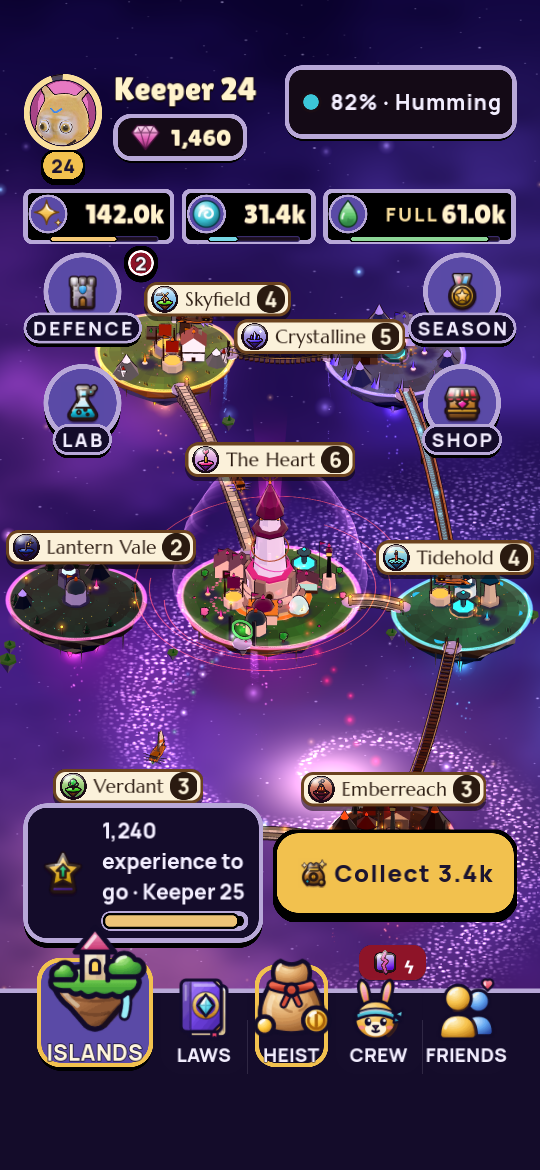 Keeper 24
82% · Humming
1,460
24
142.0k
31.4k
FULL 61.0k
2
DEFENCE
Skyfield 4
Crystalline 5
SEASON
LAB
SHOP
The Heart 6
Lantern Vale 2
Tidehold 4
Verdant 3
Emberreach 3
1,240
experience to
go · Keeper 25
Collect 3.4k
ISLANDS
LAWS
HEIST
CREW
FRIENDS